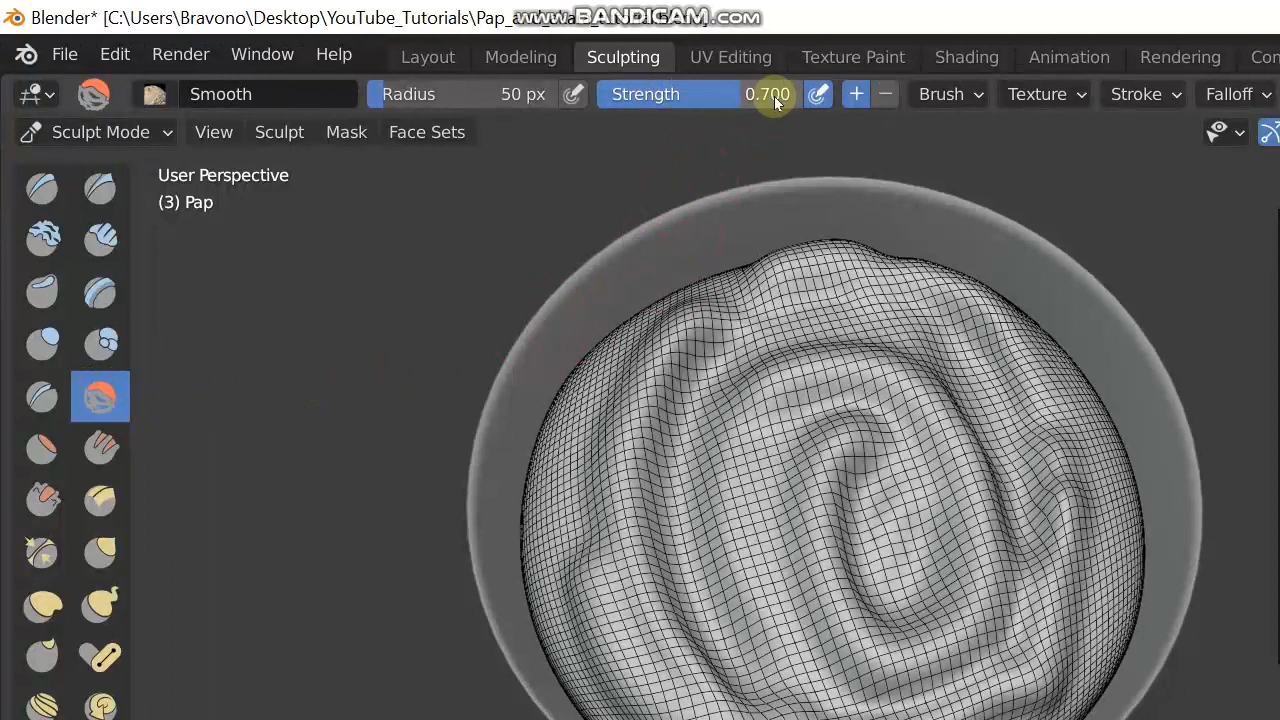 Blender* [C:\Users\Bravono\Desktop\YouTube_Tutorials\Pap_and
www.BANDICAM.com
File Edit Render Window Help Layout Modeling Sculpting UV Editing Texture Paint Shading Animation Rendering Con
Smooth Radius 50 px Strength 0.700 + − Brush Texture Stroke Falloff
Sculpt Mode View Sculpt Mask Face Sets
User Perspective
(3) Pap